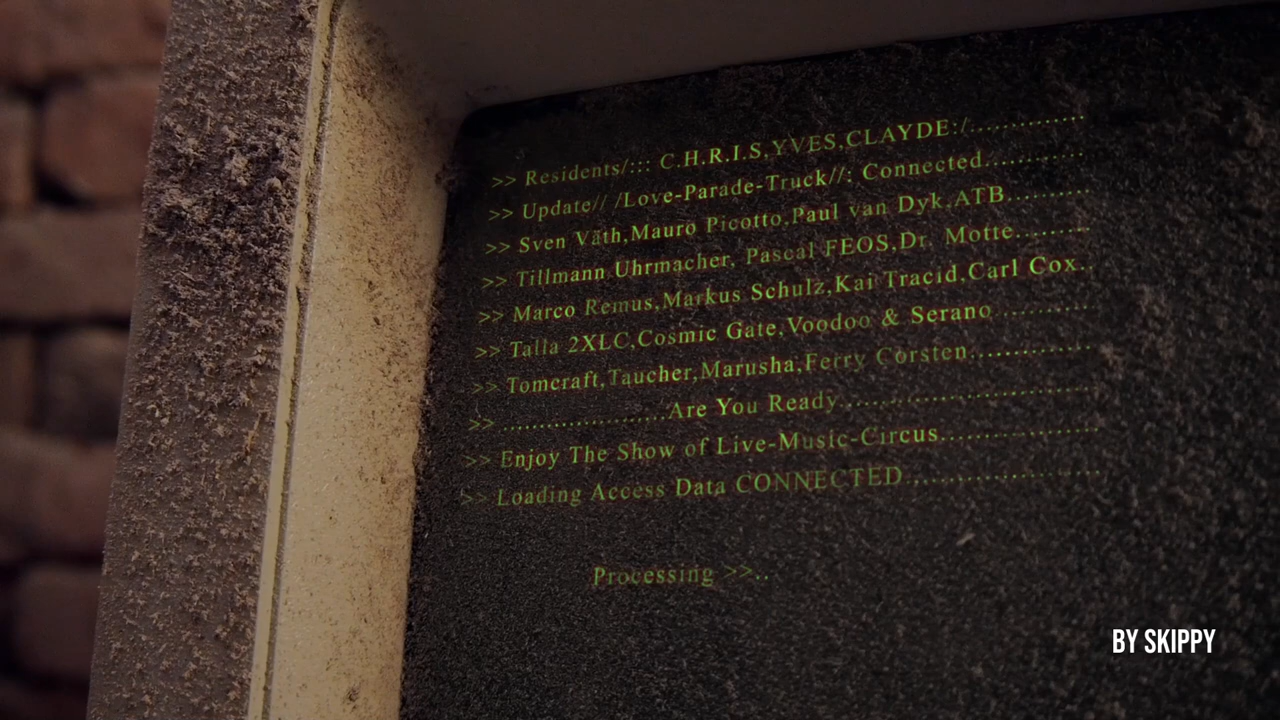 >> Residents/::: C.H.R.I.S,YVES,CLAYDE:/..............
>> Update// /Love-Parade-Truck//: Connected..............
>> Sven Väth,Mauro Picotto,Paul van Dyk,ATB............
>> Tillmann Uhrmacher, Pascal FEOS,Dr. Motte...........
>> Marco Remus,Markus Schulz,Kai Tracid,Carl Cox..
>> Talla 2XLC,Cosmic Gate,Voodoo & Serano .............
>> Tomcraft,Taucher,Marusha,Ferry Corsten.................
>> ........................Are You Ready....................................
>> Enjoy The Show of Live-Music-Circus.......................
>> Loading Access Data CONNECTED............................
Processing >>..
BY SKIPPY